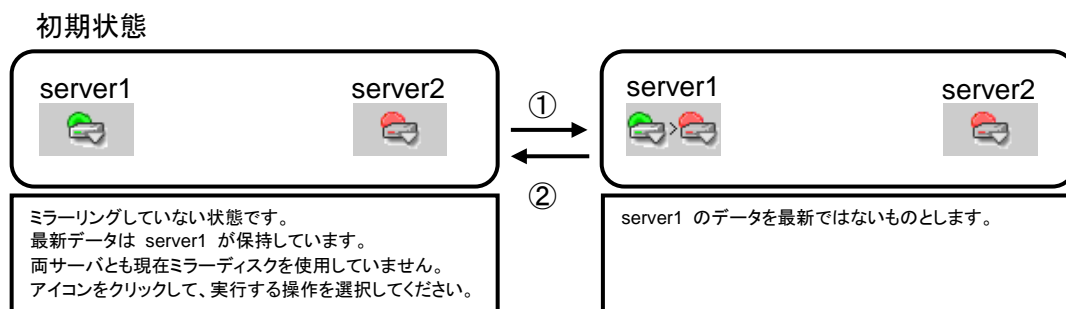 初期状態
server1
server2
①
②
server1
server2
ミラーリングしていない状態です。
最新データは server1 が保持しています。
両サーバとも現在ミラーディスクを使用していません。
アイコンをクリックして、実行する操作を選択してください。
server1 のデータを最新ではないものとします。